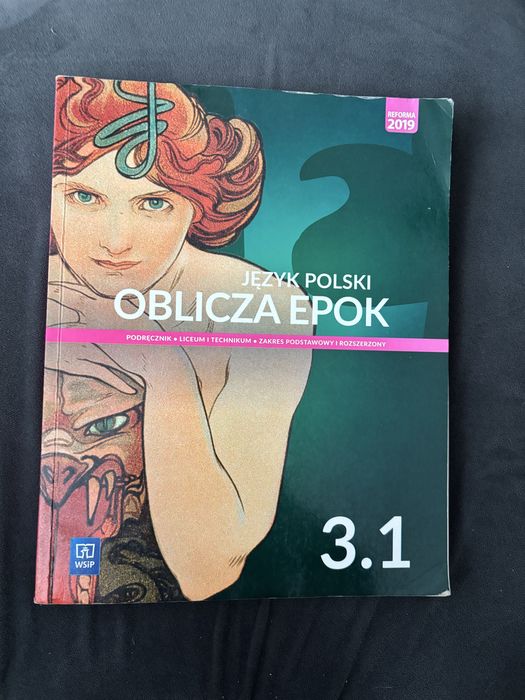 REFORMA
2019
JĘZYK POLSKI
OBLICZA EPOK
PODRĘCZNIK • LICEUM I TECHNIKUM • ZAKRES PODSTAWOWY I ROZSZERZONY
3.1
WSiP